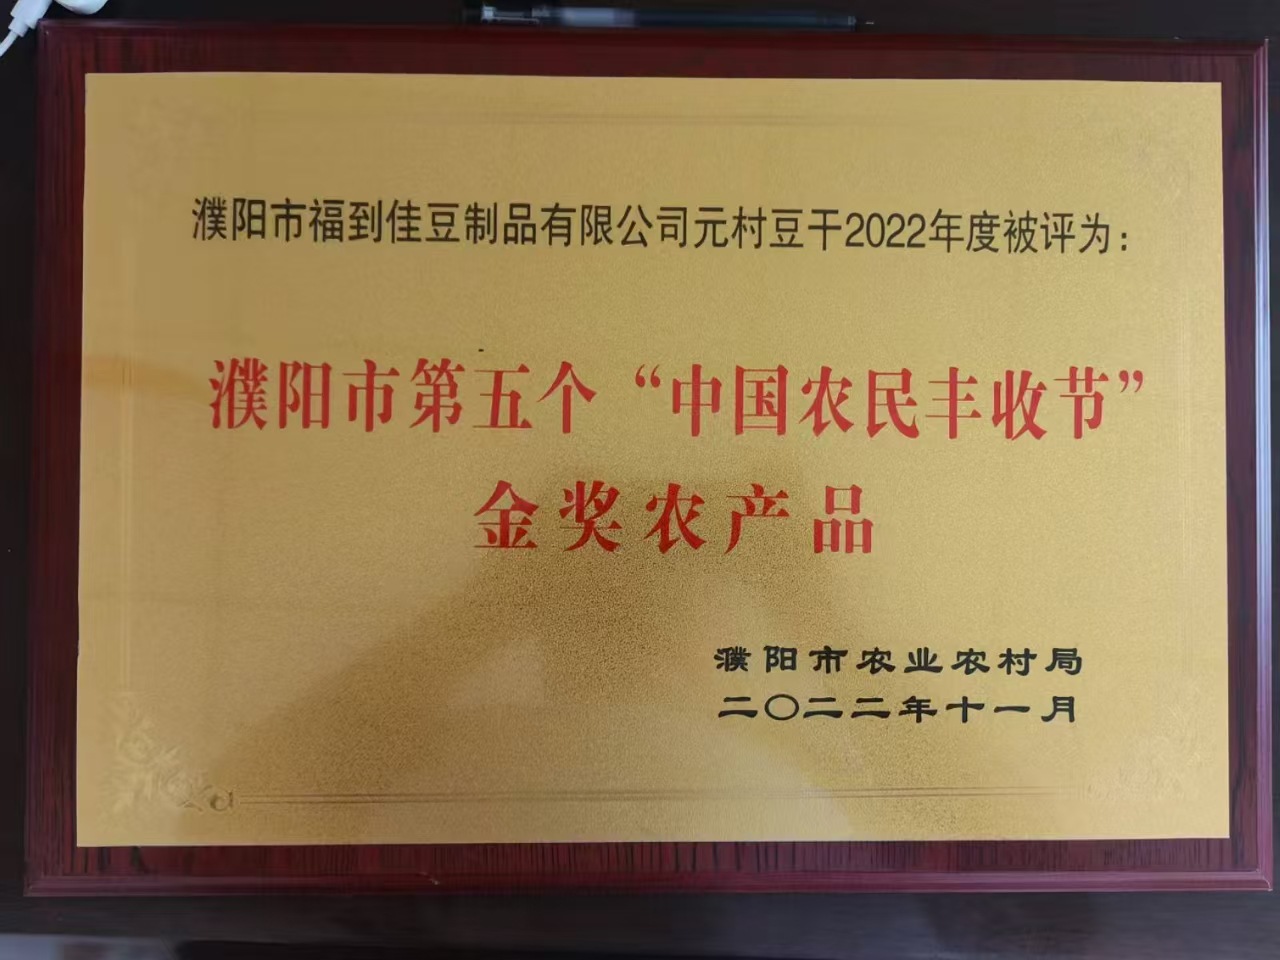 濮阳市福到佳豆制品有限公司元村豆干2022年度被评为：
濮阳市第五个“中国农民丰收节”
金奖农产品
濮阳市农业农村局
二〇二二年十一月